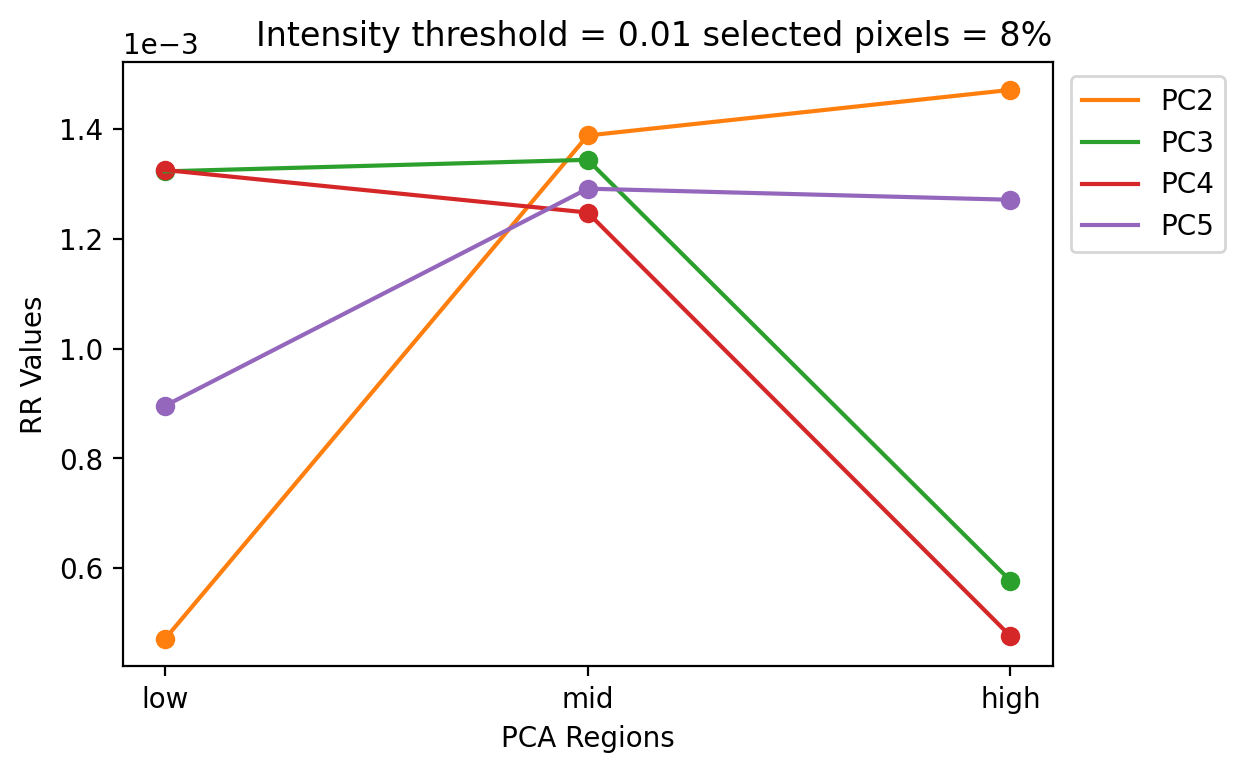 Intensity threshold = 0.01 selected pixels = 8%
1e−3
1.4
1.2
1.0
0.8
0.6
RR Values
low
mid
high
PCA Regions
PC2
PC3
PC4
PC5